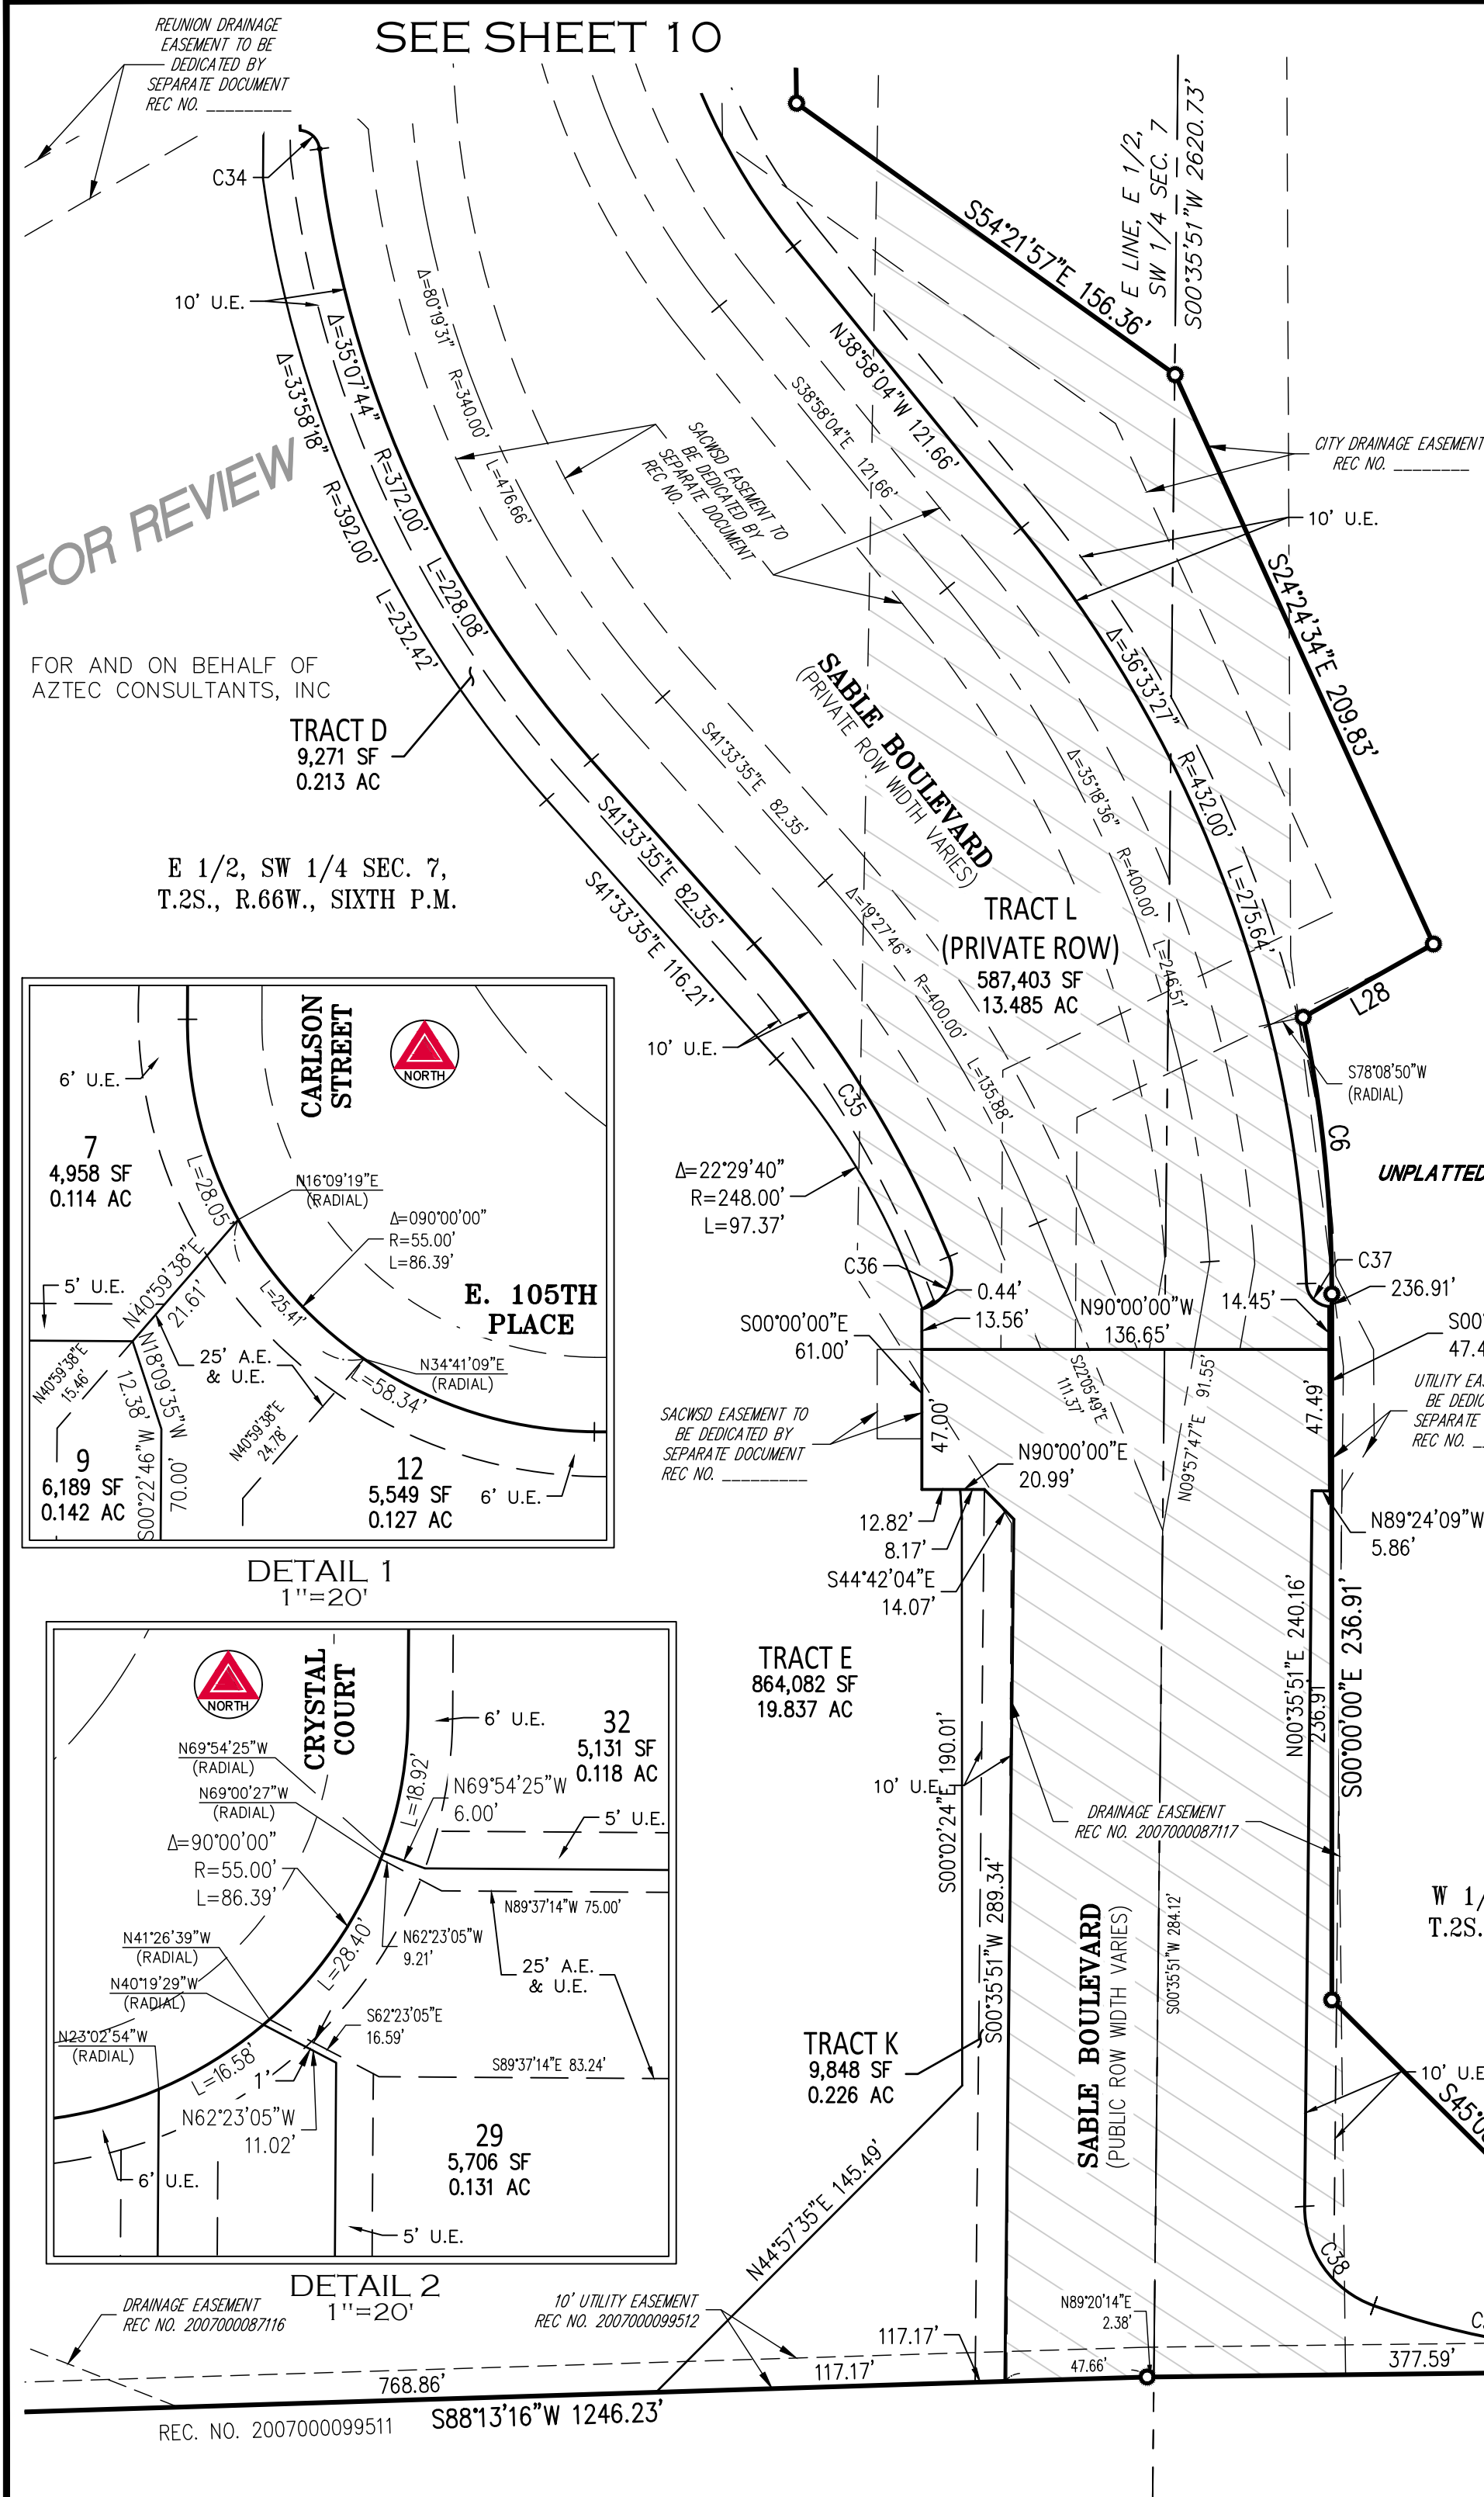 REUNION DRAINAGE
EASEMENT TO BE
DEDICATED BY
SEPARATE DOCUMENT
REC NO. _________
SEE SHEET 10
E LINE, E 1/2,
SW 1/4 SEC. 7
S00°35'51"W 2620.73'
C34
S54°21'57"E 156.36'
10' U.E.
Δ=80°19'31"
R=340.00'
L=476.66'
Δ=35°07'44"
R=372.00'
L=228.08'
Δ=33°58'18"
R=392.00'
L=232.42'
N38°58'04"W 121.66'
S38°58'04"E 121.66'
SACWSD EASEMENT TO
BE DEDICATED BY
SEPARATE DOCUMENT
REC NO. _________
CITY DRAINAGE EASEMENT
REC NO. ________
10' U.E.
FOR REVIEW
S24°24'34"E 209.83'
FOR AND ON BEHALF OF
AZTEC CONSULTANTS, INC
TRACT D
9,271 SF
0.213 AC
SABLE BOULEVARD
(PRIVATE ROW WIDTH VARIES)
Δ=36°33'27"
R=432.00'
L=275.64'
Δ=35°18'36"
R=400.00'
L=246.51'
S41°33'35"E 82.35'
S41°33'35"E 82.35'
S41°33'35"E 116.21'
E 1/2, SW 1/4 SEC. 7,
T.2S., R.66W., SIXTH P.M.
Δ=19°27'46"
R=400.00'
L=135.88'
TRACT L
(PRIVATE ROW)
587,403 SF
13.485 AC
L28
10' U.E.
C35
S78°08'50"W
(RADIAL)
C6
UNPLATTED
Δ=22°29'40"
R=248.00'
L=97.37'
C36
0.44'
13.56'
N90°00'00"W
136.65'
14.45'
C37
236.91'
S00°00'00"E
61.00'
S00°
47.4
S22°05'49"E
111.37'
N09°57'47"E 91.55'
47.49'
UTILITY EAS
BE DEDIC
SEPARATE
REC NO. _
SACWSD EASEMENT TO
BE DEDICATED BY
SEPARATE DOCUMENT
REC NO. _________
47.00'
N90°00'00"E
20.99'
12.82'
8.17'
S44°42'04"E
14.07'
N89°24'09"W
5.86'
CARLSON
STREET
NORTH
6' U.E.
7
4,958 SF
0.114 AC
L=28.05'
N16°09'19"E
(RADIAL)
Δ=090°00'00"
R=55.00'
L=86.39'
5' U.E.
N40°59'38"E
21.61'
L=25.41'
E. 105TH
PLACE
N40°59'38"E
15.46'
N18°09'35"W
12.38'
25' A.E.
& U.E.
N34°41'09"E
(RADIAL)
L=58.34'
N40°59'38"E
24.78'
9
6,189 SF
0.142 AC
S00°22'46"W
70.00'
12
5,549 SF
0.127 AC
6' U.E.
DETAIL 1
1"=20'
TRACT E
864,082 SF
19.837 AC
N00°35'51"E 240.16'
236.91'
S00°00'00"E 236.91'
S00°02'24"E 190.01'
10' U.E.
DRAINAGE EASEMENT
REC NO. 2007000087117
S00°35'51"W 289.34'
S00°35'51"W 284.12'
SABLE BOULEVARD
(PUBLIC ROW WIDTH VARIES)
W 1/
T.2S.
CRYSTAL
COURT
NORTH
6' U.E.
32
5,131 SF
0.118 AC
N69°54'25"W
(RADIAL)
N69°00'27"W
(RADIAL)
L=18.92'
N69°54'25"W
6.00'
5' U.E.
Δ=90°00'00"
R=55.00'
L=86.39'
N89°37'14"W 75.00'
N62°23'05"W
9.21'
N41°26'39"W
(RADIAL)
L=28.40'
25' A.E.
& U.E.
N40°19'29"W
(RADIAL)
S62°23'05"E
16.59'
N23°02'54"W
(RADIAL)
L=16.58'
1'
S89°37'14"E 83.24'
N62°23'05"W
11.02'
29
5,706 SF
0.131 AC
6' U.E.
5' U.E.
DETAIL 2
1"=20'
TRACT K
9,848 SF
0.226 AC
10' U.E
S45°0
N44°57'35"E 145.49'
C38
DRAINAGE EASEMENT
REC NO. 2007000087116
10' UTILITY EASEMENT
REC NO. 2007000099512
N89°20'14"E
2.38'
117.17'
117.17'
47.66'
377.59'
768.86'
S88°13'16"W 1246.23'
REC. NO. 2007000099511